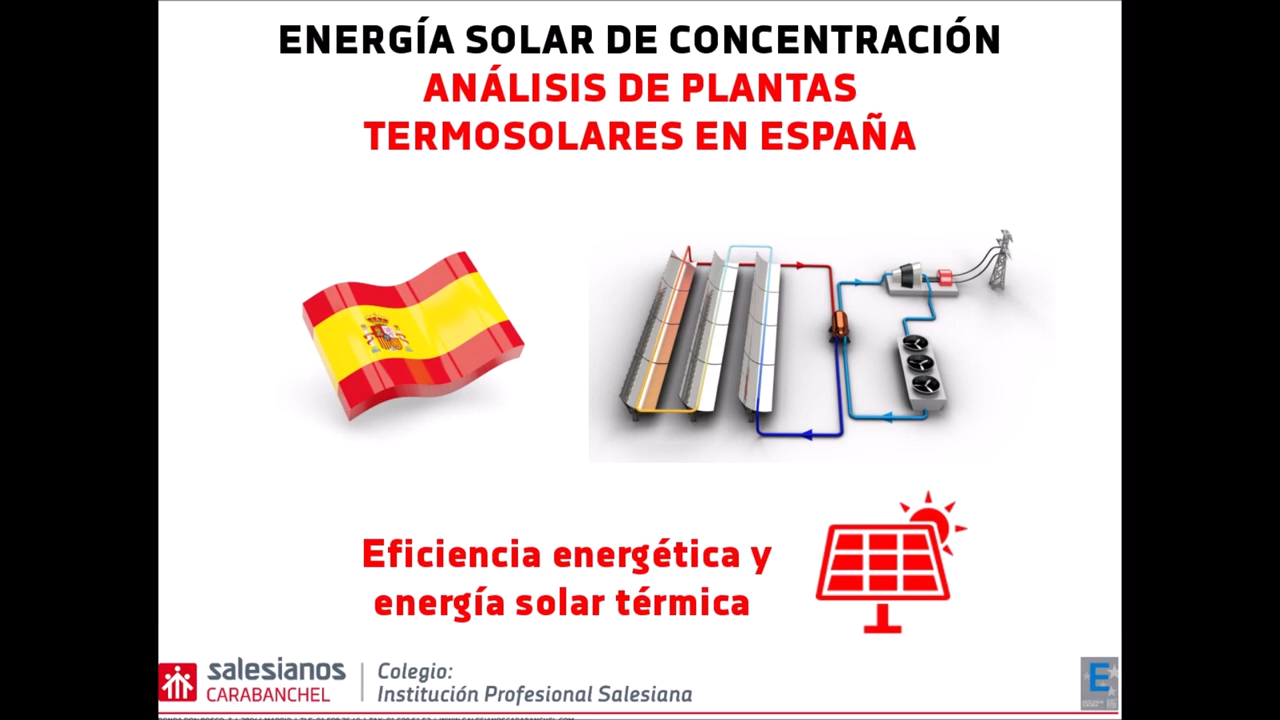 ENERGÍA SOLAR DE CONCENTRACIÓN
ANÁLISIS DE PLANTAS
TERMOSOLARES EN ESPAÑA
Eficiencia energética y
energía solar térmica
salesianos
CARABANCHEL
Colegio:
Institución Profesional Salesiana
E